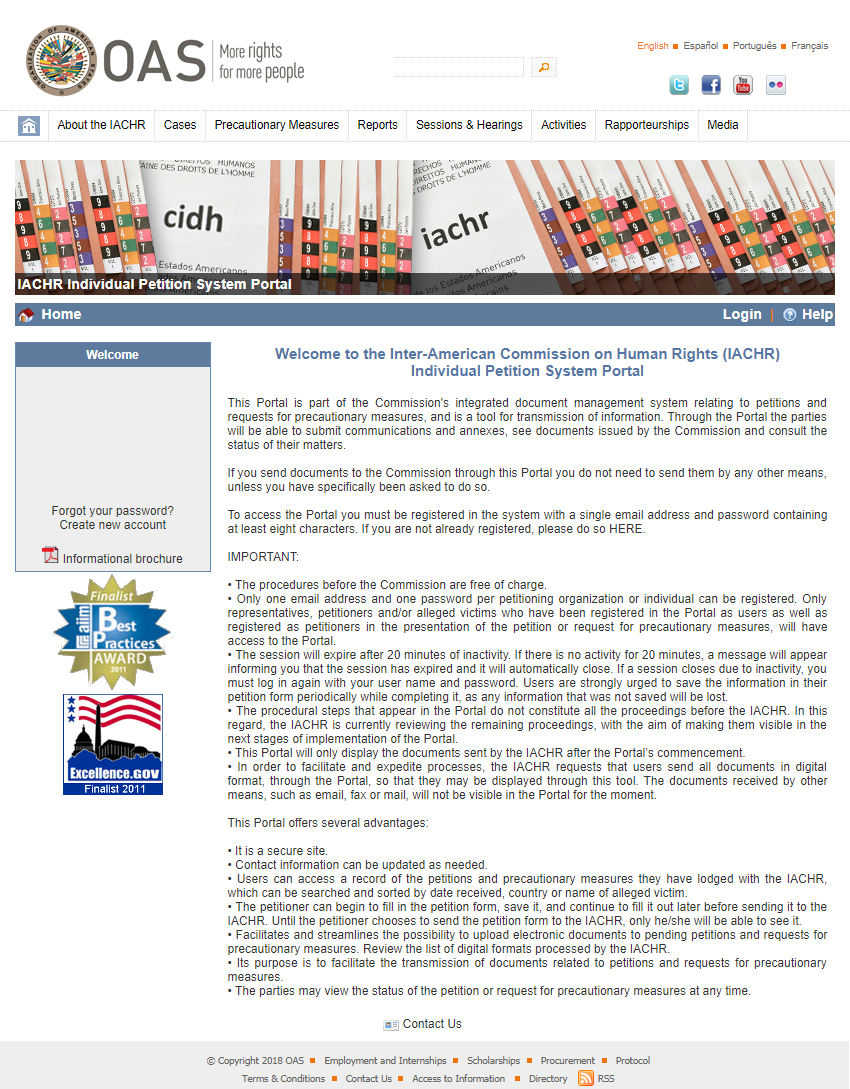 OAS
More rights
for more people
English Español Português Français
About the IACHR Cases Precautionary Measures Reports Sessions & Hearings Activities Rapporteurships Media
cidh
iachr
IACHR Individual Petition System Portal
Home Login | Help
Welcome
Forgot your password?
Create new account
Informational brochure
Finalist
aiim
Best
Practices
AWARD
2011
Excellence.gov
Finalist 2011
Welcome to the Inter-American Commission on Human Rights (IACHR)
Individual Petition System Portal
This Portal is part of the Commission's integrated document management system relating to petitions and
requests for precautionary measures, and is a tool for transmission of information. Through the Portal the parties
will be able to submit communications and annexes, see documents issued by the Commission and consult the
status of their matters.
If you send documents to the Commission through this Portal you do not need to send them by any other means,
unless you have specifically been asked to do so.
To access the Portal you must be registered in the system with a single email address and password containing
at least eight characters. If you are not already registered, please do so HERE.
IMPORTANT:
• The procedures before the Commission are free of charge.
• Only one email address and one password per petitioning organization or individual can be registered. Only
representatives, petitioners and/or alleged victims who have been registered in the Portal as users as well as
registered as petitioners in the presentation of the petition or request for precautionary measures, will have
access to the Portal.
• The session will expire after 20 minutes of inactivity. If there is no activity for 20 minutes, a message will appear
informing you that the session has expired and it will automatically close. If a session closes due to inactivity, you
must log in again with your user name and password. Users are strongly urged to save the information in their
petition form periodically while completing it, as any information that was not saved will be lost.
• The procedural steps that appear in the Portal do not constitute all the proceedings before the IACHR. In this
regard, the IACHR is currently reviewing the remaining proceedings, with the aim of making them visible in the
next stages of implementation of the Portal.
• This Portal will only display the documents sent by the IACHR after the Portal's commencement.
• In order to facilitate and expedite processes, the IACHR requests that users send all documents in digital
format, through the Portal, so that they may be displayed through this tool. The documents received by other
means, such as email, fax or mail, will not be visible in the Portal for the moment.
This Portal offers several advantages:
• It is a secure site.
• Contact information can be updated as needed.
• Users can access a record of the petitions and precautionary measures they have lodged with the IACHR,
which can be searched and sorted by date received, country or name of alleged victim.
• The petitioner can begin to fill in the petition form, save it, and continue to fill it out later before sending it to the
IACHR. Until the petitioner chooses to send the petition form to the IACHR, only he/she will be able to see it.
• Facilitates and streamlines the possibility to upload electronic documents to pending petitions and requests for
precautionary measures. Review the list of digital formats processed by the IACHR.
• Its purpose is to facilitate the transmission of documents related to petitions and requests for precautionary
measures.
• The parties may view the status of the petition or request for precautionary measures at any time.
Contact Us
© Copyright 2018 OAS Employment and Internships Scholarships Procurement Protocol
Terms & Conditions Contact Us Access to Information Directory RSS